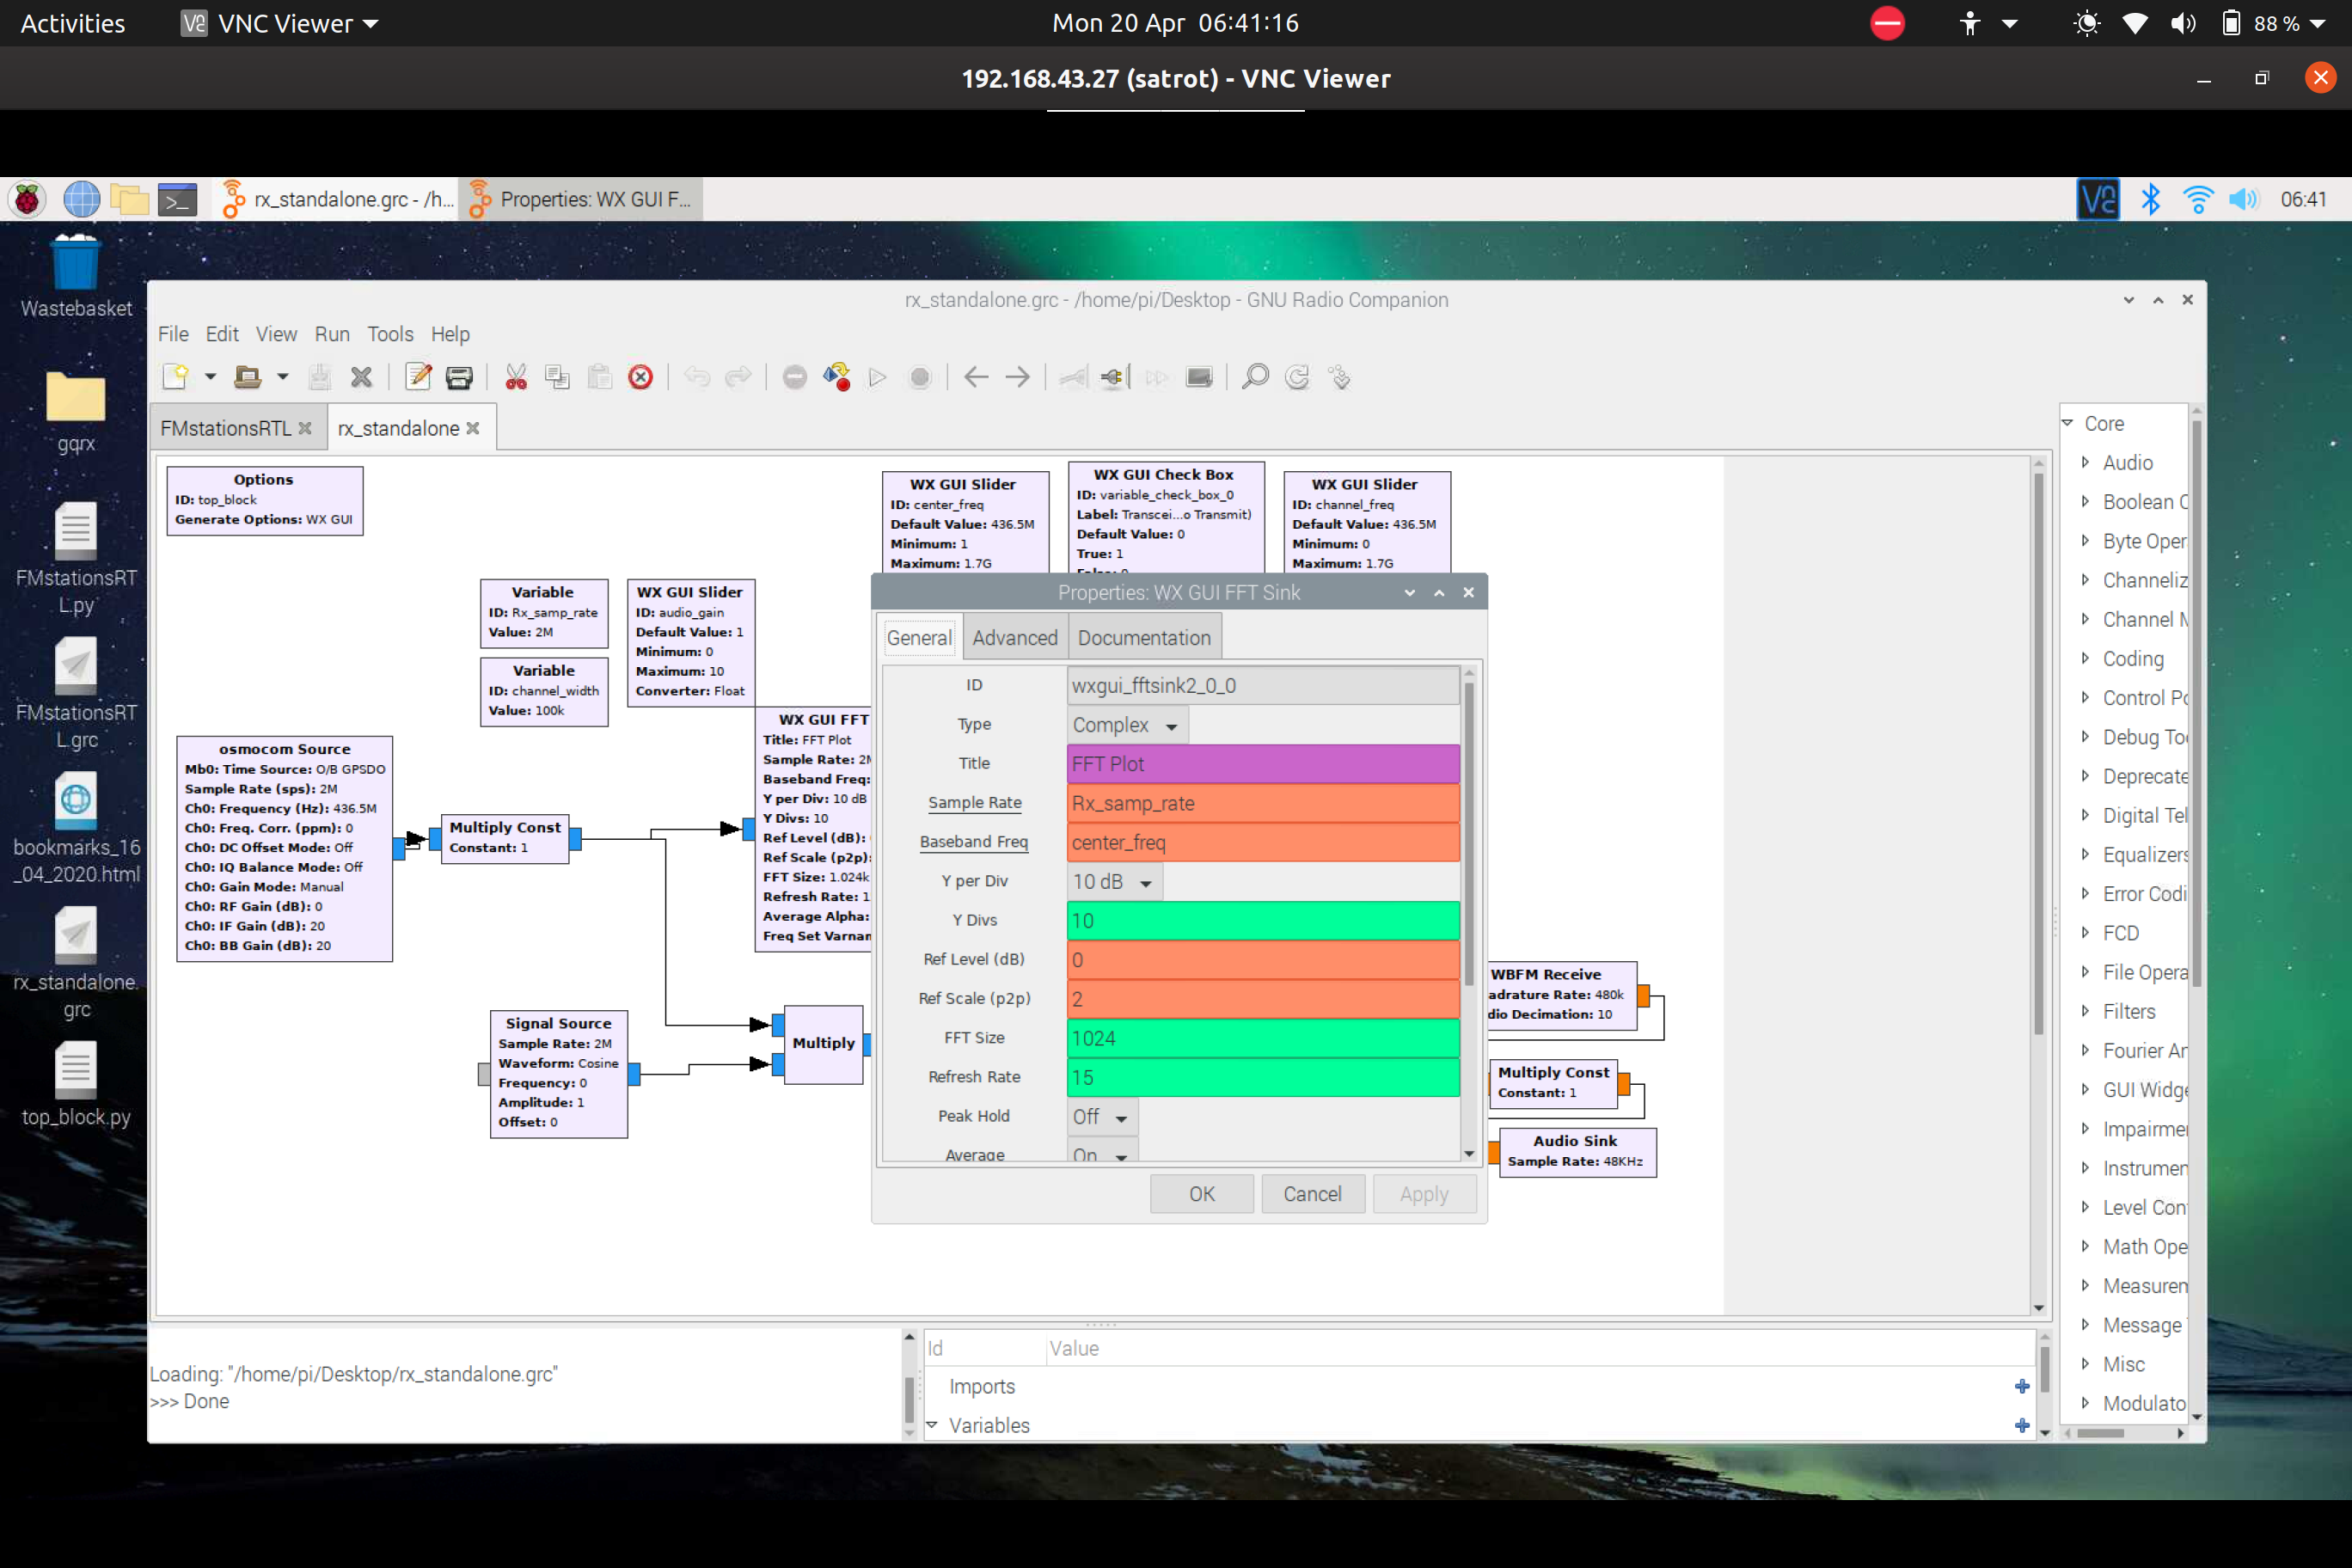 Activities
VNC Viewer
Mon 20 Apr 06:41:16
88 %
192.168.43.27 (satrot) - VNC Viewer
rx_standalone.grc - /h...
Properties: WX GUI F...
06:41
Wastebasket
gqrx
FMstationsRT
L.py
FMstationsRT
L.grc
bookmarks_16
_04_2020.html
rx_standalone.
grc
top_block.py
rx_standalone.grc - /home/pi/Desktop - GNU Radio Companion
File Edit View Run Tools Help
FMstationsRTL
rx_standalone
Options
ID: top_block
Generate Options: WX GUI
Variable
ID: Rx_samp_rate
Value: 2M
Variable
ID: channel_width
Value: 100k
WX GUI Slider
ID: audio_gain
Default Value: 1
Minimum: 0
Maximum: 10
Converter: Float
WX GUI Slider
ID: center_freq
Default Value: 436.5M
Minimum: 1
Maximum: 1.7G
WX GUI Check Box
ID: variable_check_box_0
Label: Transcei...o Transmit)
Default Value: 0
True: 1
WX GUI Slider
ID: channel_freq
Default Value: 436.5M
Minimum: 0
Maximum: 1.7G
osmocom Source
Mb0: Time Source: O/B GPSDO
Sample Rate (sps): 2M
Ch0: Frequency (Hz): 436.5M
Ch0: Freq. Corr. (ppm): 0
Ch0: DC Offset Mode: Off
Ch0: IQ Balance Mode: Off
Ch0: Gain Mode: Manual
Ch0: RF Gain (dB): 0
Ch0: IF Gain (dB): 20
Ch0: BB Gain (dB): 20
Multiply Const
Constant: 1
WX GUI FFT
Title: FFT Plot
Sample Rate: 2M
Baseband Freq:
Y per Div: 10 dB
Y Divs: 10
Ref Level (dB):
Ref Scale (p2p):
FFT Size: 1.024k
Refresh Rate: 1
Average Alpha:
Freq Set Varnam
Signal Source
Sample Rate: 2M
Waveform: Cosine
Frequency: 0
Amplitude: 1
Offset: 0
Multiply
Properties: WX GUI FFT Sink
General
Advanced
Documentation
ID wxgui_fftsink2_0_0
Type Complex
Title FFT Plot
Sample Rate Rx_samp_rate
Baseband Freq center_freq
Y per Div 10 dB
Y Divs 10
Ref Level (dB) 0
Ref Scale (p2p) 2
FFT Size 1024
Refresh Rate 15
Peak Hold Off
Average On
OK
Cancel
Apply
WBFM Receive
adrature Rate: 480k
dio Decimation: 10
Multiply Const
Constant: 1
Audio Sink
Sample Rate: 48KHz
Core
Audio
Boolean O
Byte Oper
Channeliz
Channel M
Coding
Control Po
Debug Too
Deprecate
Digital Tel
Equalizers
Error Codi
FCD
File Opera
Filters
Fourier An
GUI Widge
Impairmen
Instrumen
Level Con
Math Ope
Measurem
Message
Misc
Modulato
Loading: "/home/pi/Desktop/rx_standalone.grc"
>>> Done
Id Value
Imports
Variables